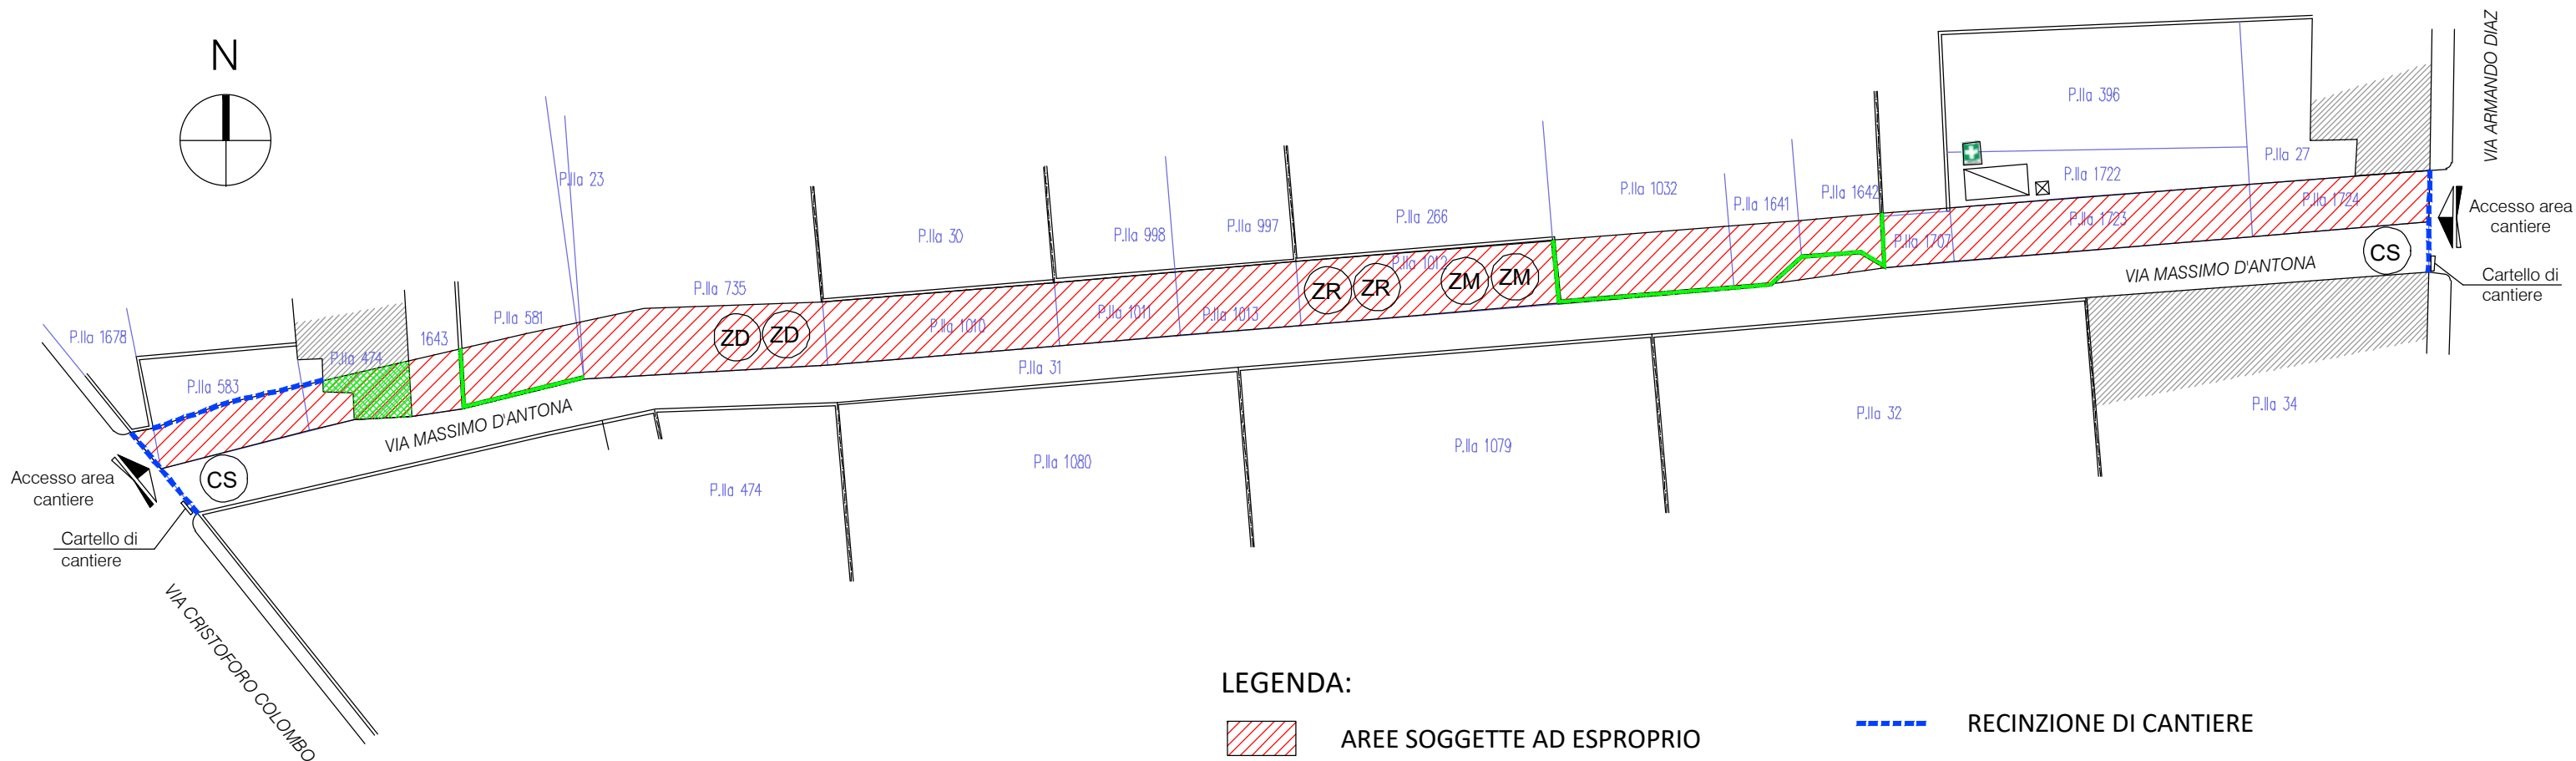 N
VIA ARMANDO DIAZ
P.lla 396
P.lla 23
P.lla 1032
P.lla 27
P.lla 1722
P.lla 1642
P.lla 1641
P.lla 1724
Accesso area
cantiere
P.lla 266
P.lla 1723
P.lla 997
P.lla 998
P.lla 30
P.lla 1707
CS
P.lla 1012
VIA MASSIMO D'ANTONA
Cartello di
cantiere
ZR
ZR
ZM
ZM
P.lla 735
P.lla 1013
P.lla 1011
P.lla 1010
P.lla 581
ZD
ZD
P.lla 1678
1643
P.lla 474
P.lla 31
P.lla 583
P.lla 34
P.lla 32
VIA MASSIMO D'ANTONA
P.lla 1079
P.lla 1080
P.lla 474
Accesso area
cantiere
CS
Cartello di
cantiere
VIA CRISTOFORO COLOMBO
LEGENDA:
AREE SOGGETTE AD ESPROPRIO
RECINZIONE DI CANTIERE